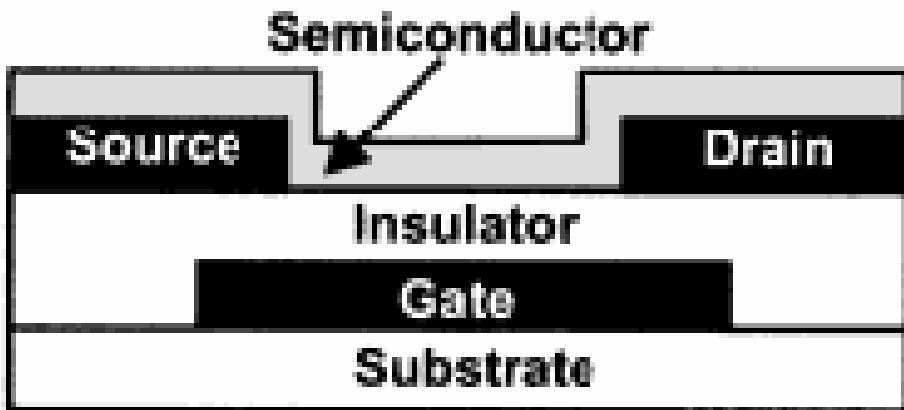 Semiconductor
Source Drain
Insulator
Gate
Substrate